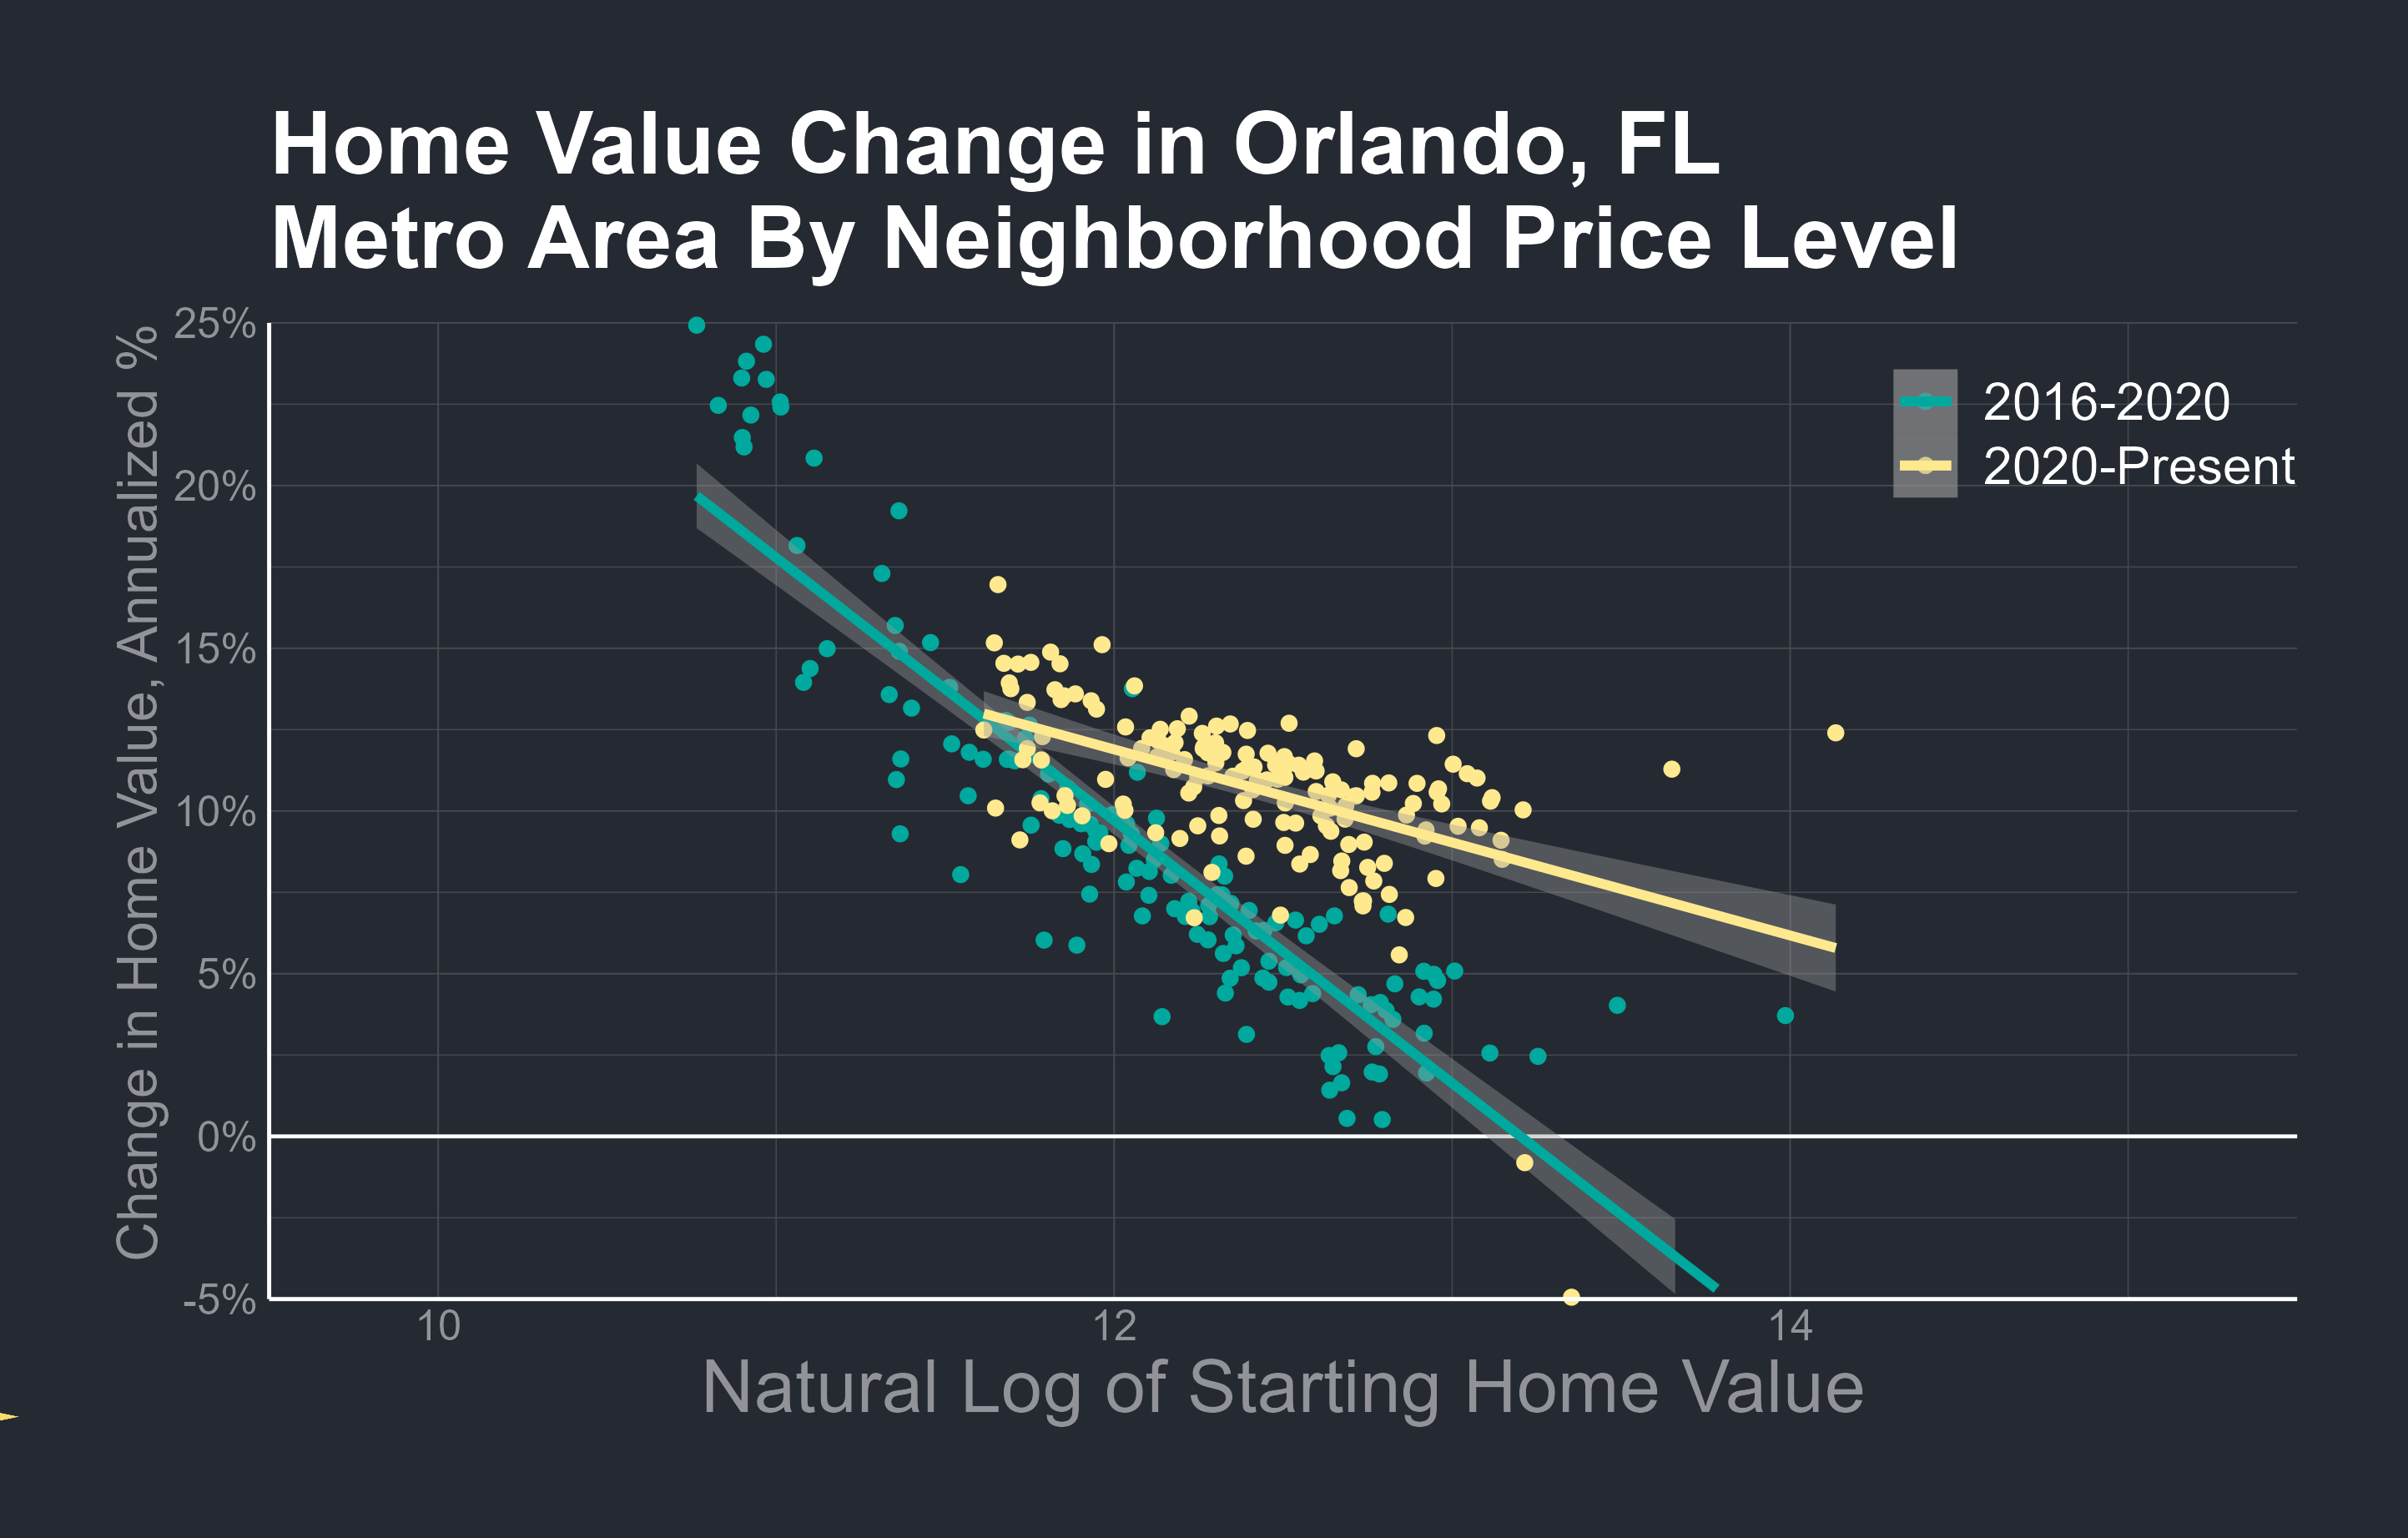 Home Value Change in Orlando, FL
Metro Area By Neighborhood Price Level
Change in Home Value, Annualized %
25%
20%
15%
10%
5%
0%
-5%
2016-2020
2020-Present
10
12
14
Natural Log of Starting Home Value